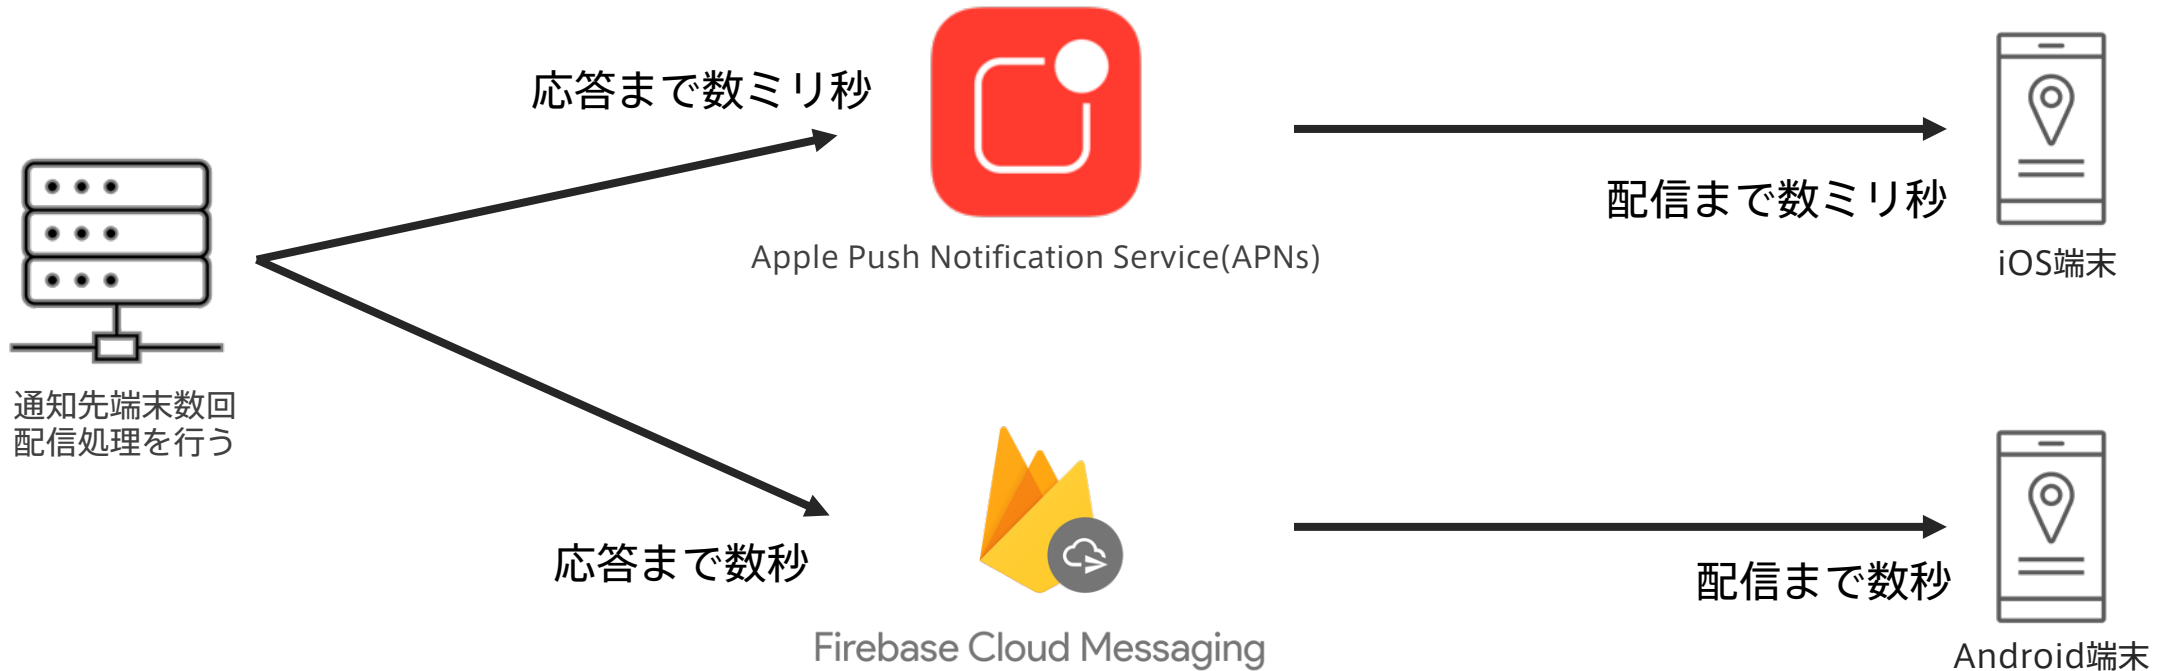 応答まで数ミリ秒
配信まで数ミリ秒
Apple Push Notification Service(APNs)
iOS端末
通知先端末数回
配信処理を行う
応答まで数秒
配信まで数秒
Firebase Cloud Messaging
Android端末